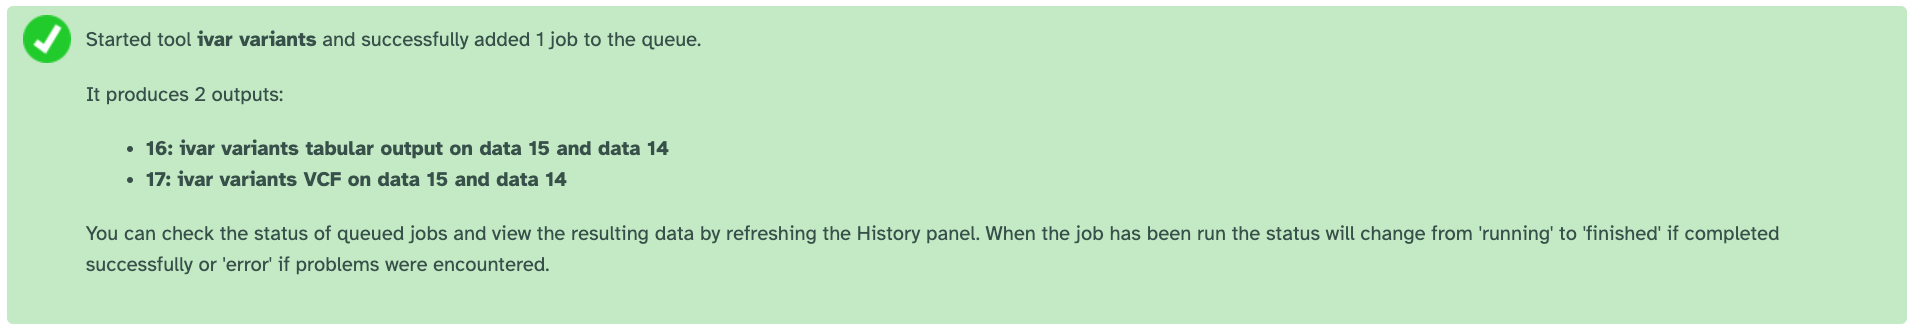 Started tool ivar variants and successfully added 1 job to the queue.
It produces 2 outputs:
• 16: ivar variants tabular output on data 15 and data 14
• 17: ivar variants VCF on data 15 and data 14
You can check the status of queued jobs and view the resulting data by refreshing the History panel. When the job has been run the status will change from 'running' to 'finished' if completed
successfully or 'error' if problems were encountered.